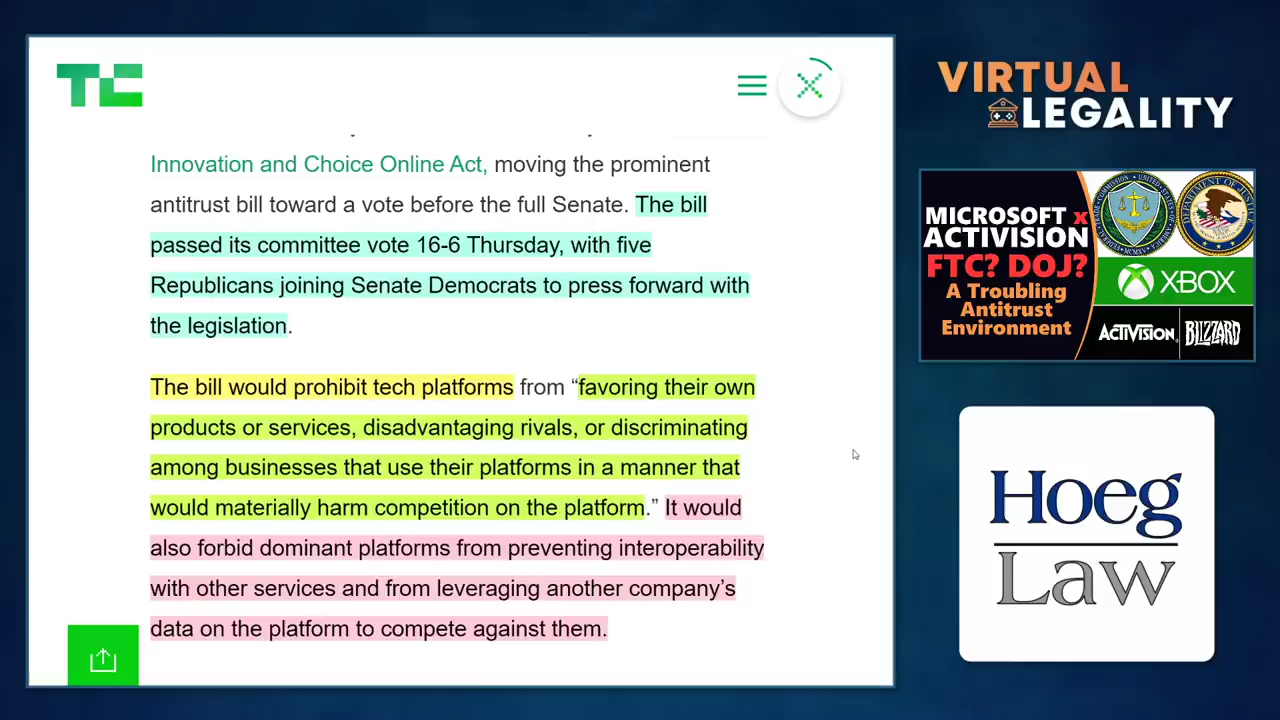 TC
Innovation and Choice Online Act, moving the prominent
antitrust bill toward a vote before the full Senate. The bill
passed its committee vote 16-6 Thursday, with five
Republicans joining Senate Democrats to press forward with
the legislation.
The bill would prohibit tech platforms from “favoring their own
products or services, disadvantaging rivals, or discriminating
among businesses that use their platforms in a manner that
would materially harm competition on the platform.” It would
also forbid dominant platforms from preventing interoperability
with other services and from leveraging another company’s
data on the platform to compete against them.
VIRTUAL
LEGALITY
MICROSOFT x
ACTIVISION
FTC? DOJ?
A Troubling
Antitrust
Environment
XBOX
ACTIVISION
BLIZZARD
Hoeg
Law